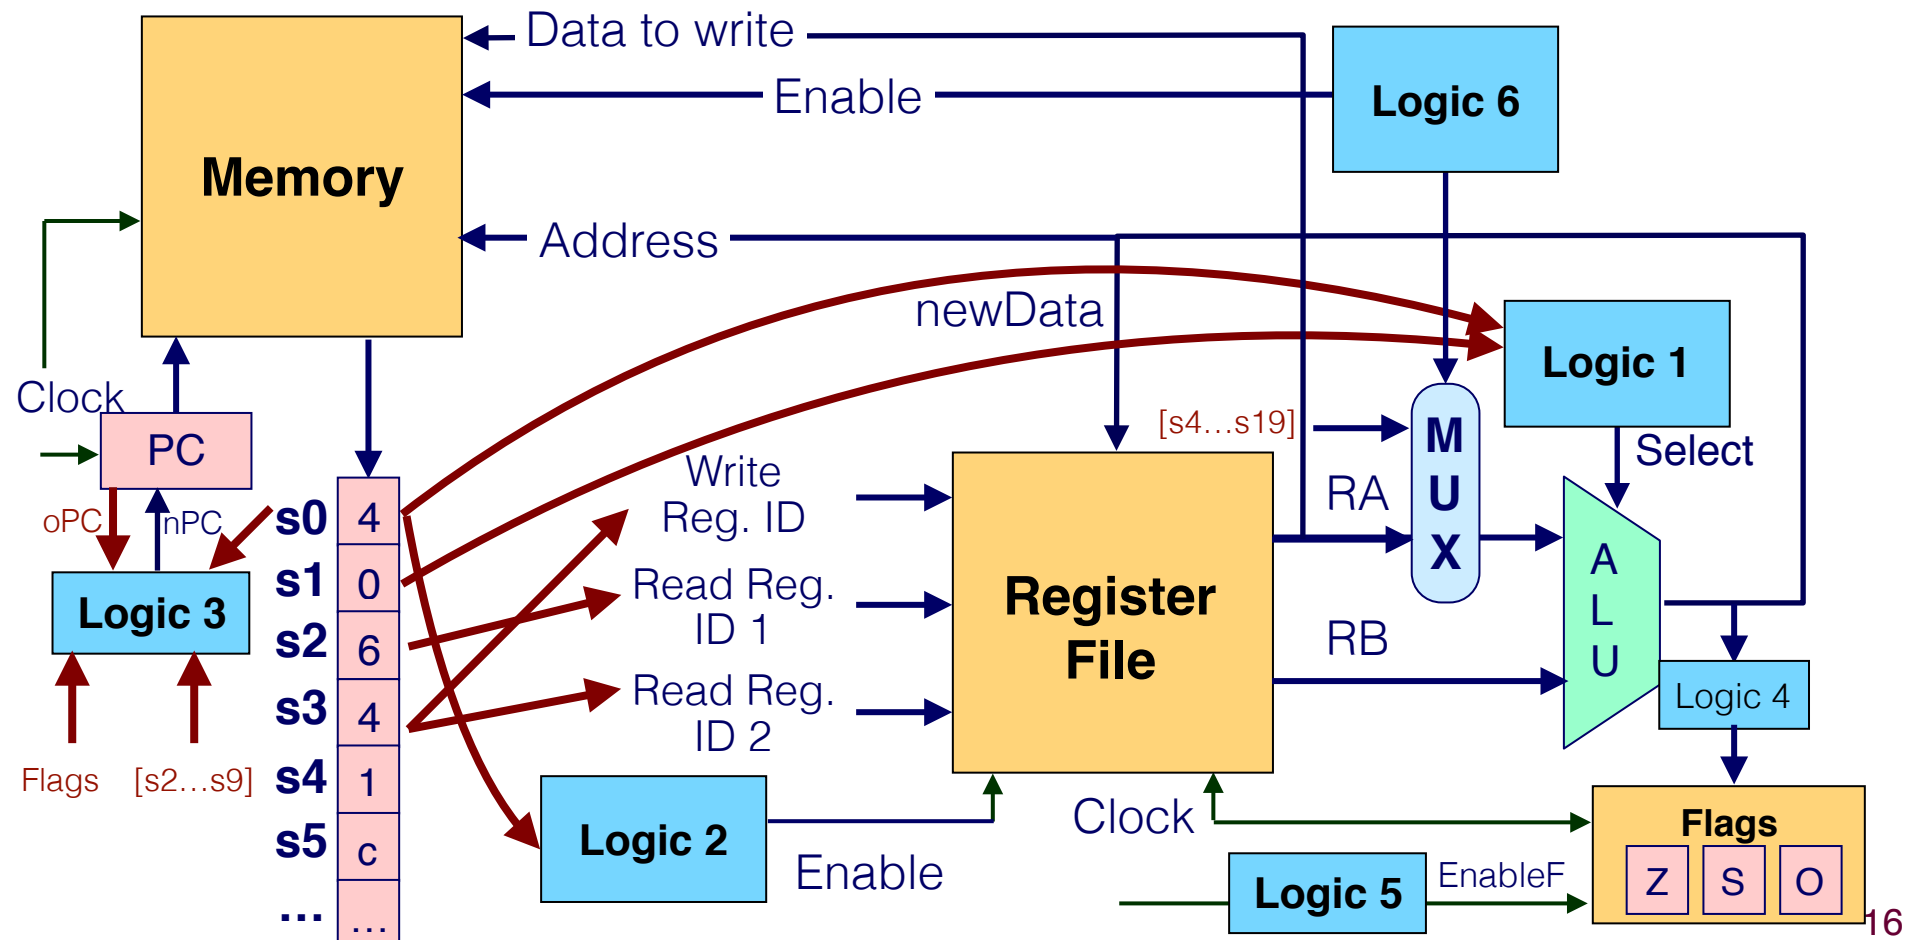 Data to write
Enable
Logic 6
Memory
Address
newData
Logic 1
Clock
PC
[s4...s19]
M
U
X
Select
Write
Reg. ID
RA
oPC
nPC
s0
4
s1
0
Logic 3
Read Reg.
ID 1
Register
File
A
L
U
s2
6
RB
s3
4
Read Reg.
ID 2
Logic 4
Flags
[s2...s9]
s4
1
s5
c
Logic 2
Enable
Clock
Flags
Z
S
O
Logic 5
EnableF
...
...
16